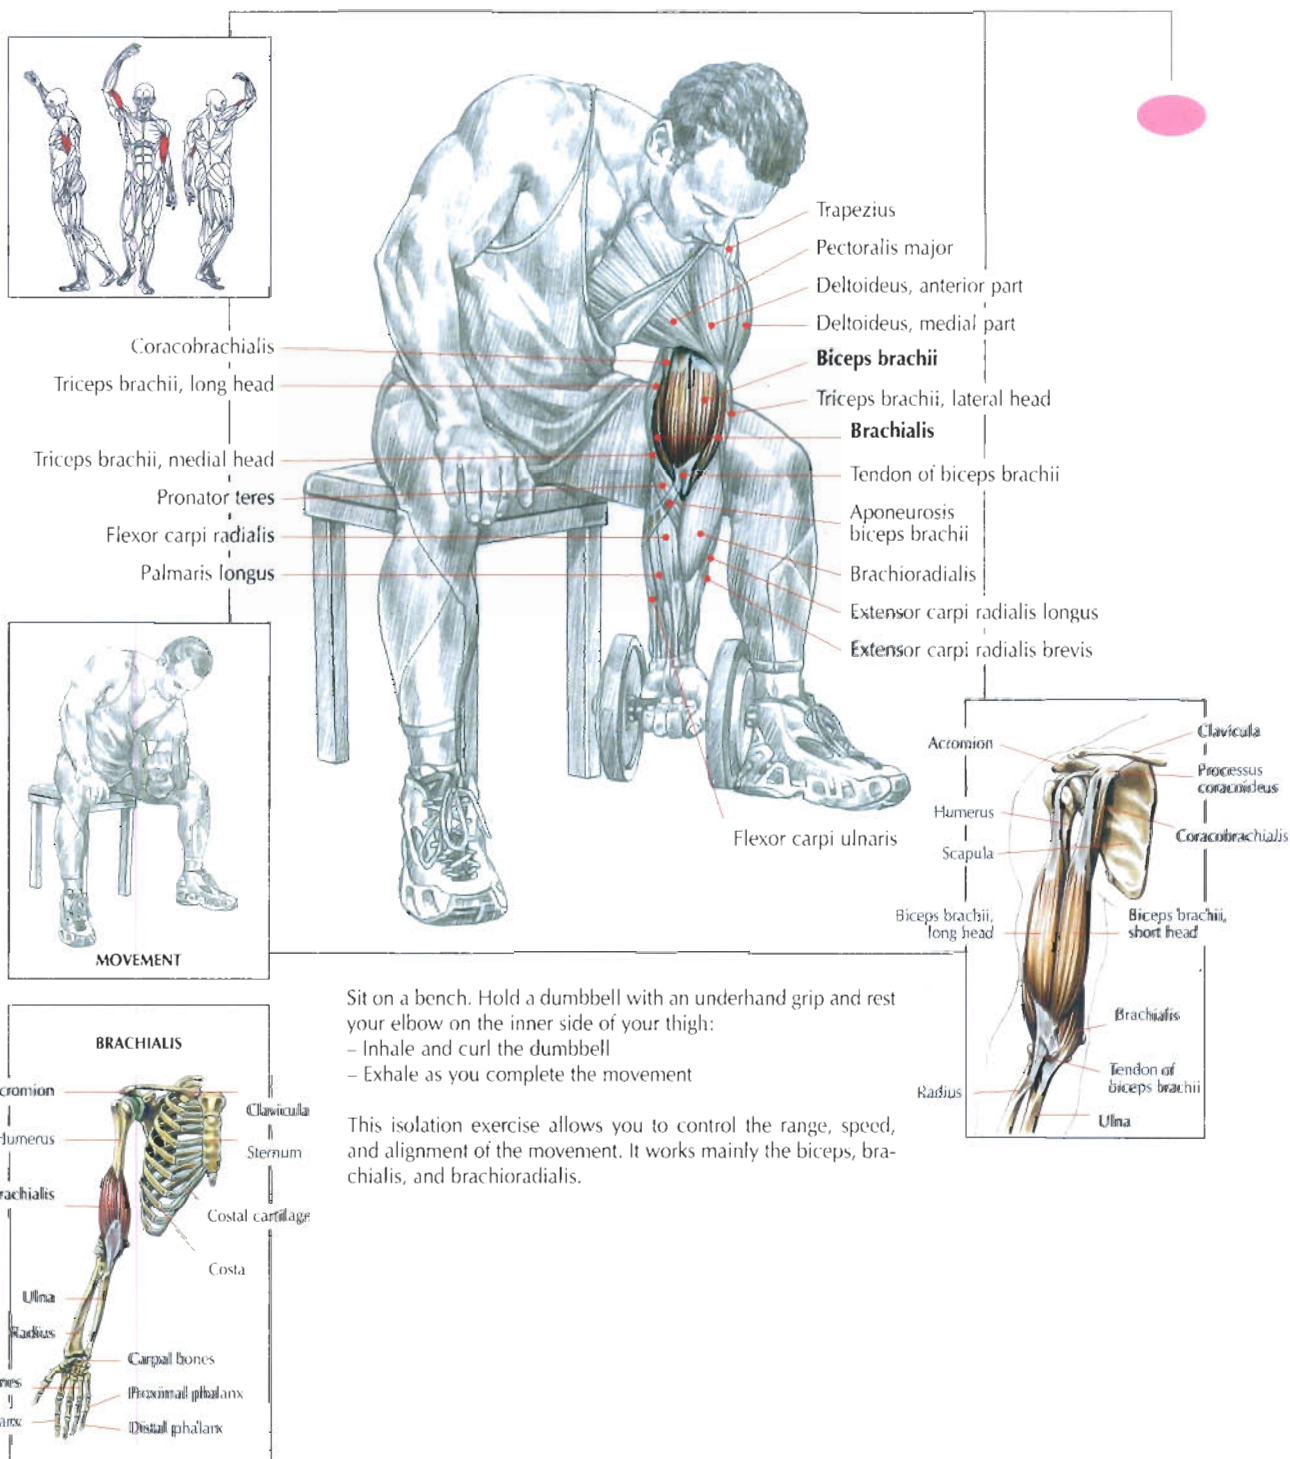 Trapezius
Pectoralis major
Deltoideus, anterior part
Deltoideus, medial part
Biceps brachii
Triceps brachii, lateral head
Brachialis
Tendon of biceps brachii
Aponeurosis
biceps brachii
Brachioradialis
Extensor carpi radialis longus
Extensor carpi radialis brevis
Coracobrachialis
Triceps brachii, long head
Triceps brachii, medial head
Pronator teres
Flexor carpi radialis
Palmaris longus
Flexor carpi ulnaris
MOVEMENT
Acromion
Clavicula
Processus
coracoideus
Humerus
Coracobrachialis
Scapula
Biceps brachii,
long head
Biceps brachii,
short head
Brachialis
Tendon of
biceps brachii
Radius
Ulna
Sit on a bench. Hold a dumbbell with an underhand grip and rest
your elbow on the inner side of your thigh:
– Inhale and curl the dumbbell
– Exhale as you complete the movement
This isolation exercise allows you to control the range, speed,
and alignment of the movement. It works mainly the biceps, bra-
chialis, and brachioradialis.
BRACHIALIS
cromion
Clavicula
Humerus
Sternum
rachialis
Costal cartilage
Costa
Ulna
Radius
Carpal bones
nes
Proximal phalanx
anx
Distal phalanx